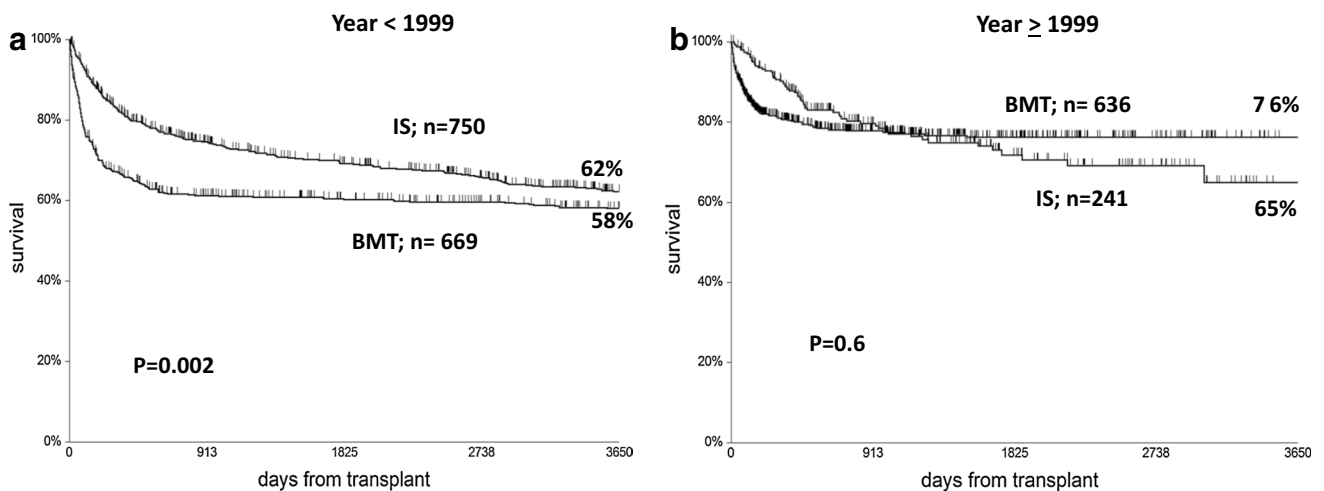 a
Year < 1999
100%
80%
60%
40%
20%
0%
survival
IS; n=750
62%
58%
BMT; n= 669
P=0.002
0 913 1825 2738 3650
days from transplant
b
Year ≥ 1999
100%
80%
60%
40%
20%
0%
survival
BMT; n= 636
7 6%
IS; n=241
65%
P=0.6
0 913 1825 2738 3650
days from transplant